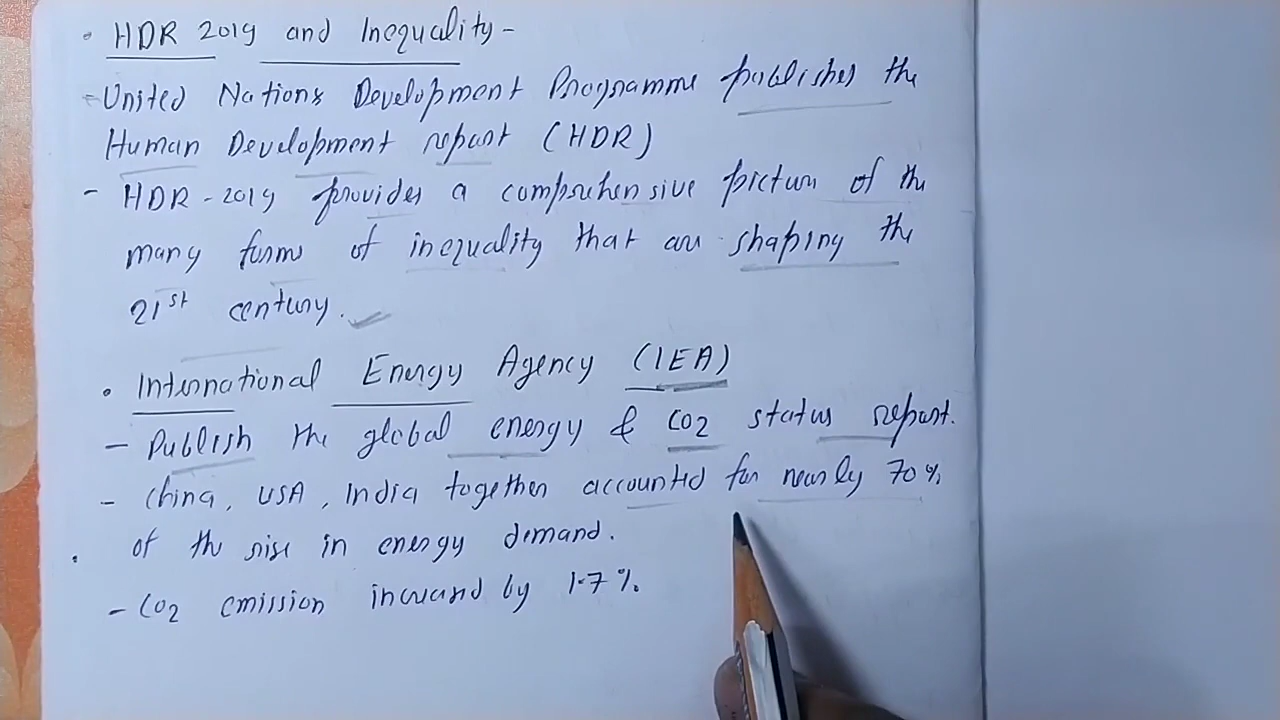 • HDR 2019 and Inequality -
- United Nations Development Programme publishes the
Human Development report (HDR)
- HDR - 2019 provides a comprehensive picture of the
many forms of inequality that are shaping the
21st century.
• International Energy Agency (IEA)
- Publish the global energy & CO2 status report.
- China, USA, India together accounted for nearly 70%
of the rise in energy demand.
- CO2 emission increased by 1.7%